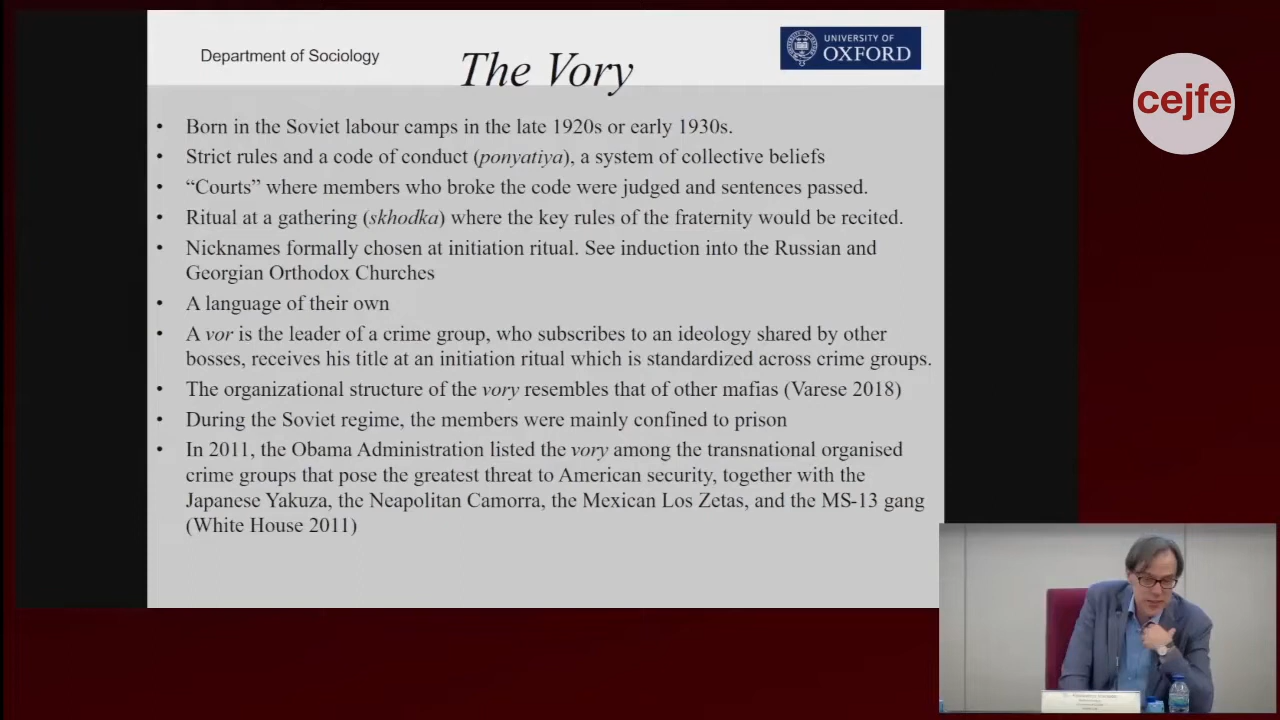 Department of Sociology
The Vory
UNIVERSITY OF
OXFORD
cejfe
• Born in the Soviet labour camps in the late 1920s or early 1930s.
• Strict rules and a code of conduct (ponyatiya), a system of collective beliefs
• “Courts” where members who broke the code were judged and sentences passed.
• Ritual at a gathering (skhodka) where the key rules of the fraternity would be recited.
• Nicknames formally chosen at initiation ritual. See induction into the Russian and
Georgian Orthodox Churches
• A language of their own
• A vor is the leader of a crime group, who subscribes to an ideology shared by other
bosses, receives his title at an initiation ritual which is standardized across crime groups.
• The organizational structure of the vory resembles that of other mafias (Varese 2018)
• During the Soviet regime, the members were mainly confined to prison
• In 2011, the Obama Administration listed the vory among the transnational organised
crime groups that pose the greatest threat to American security, together with the
Japanese Yakuza, the Neapolitan Camorra, the Mexican Los Zetas, and the MS-13 gang
(White House 2011)